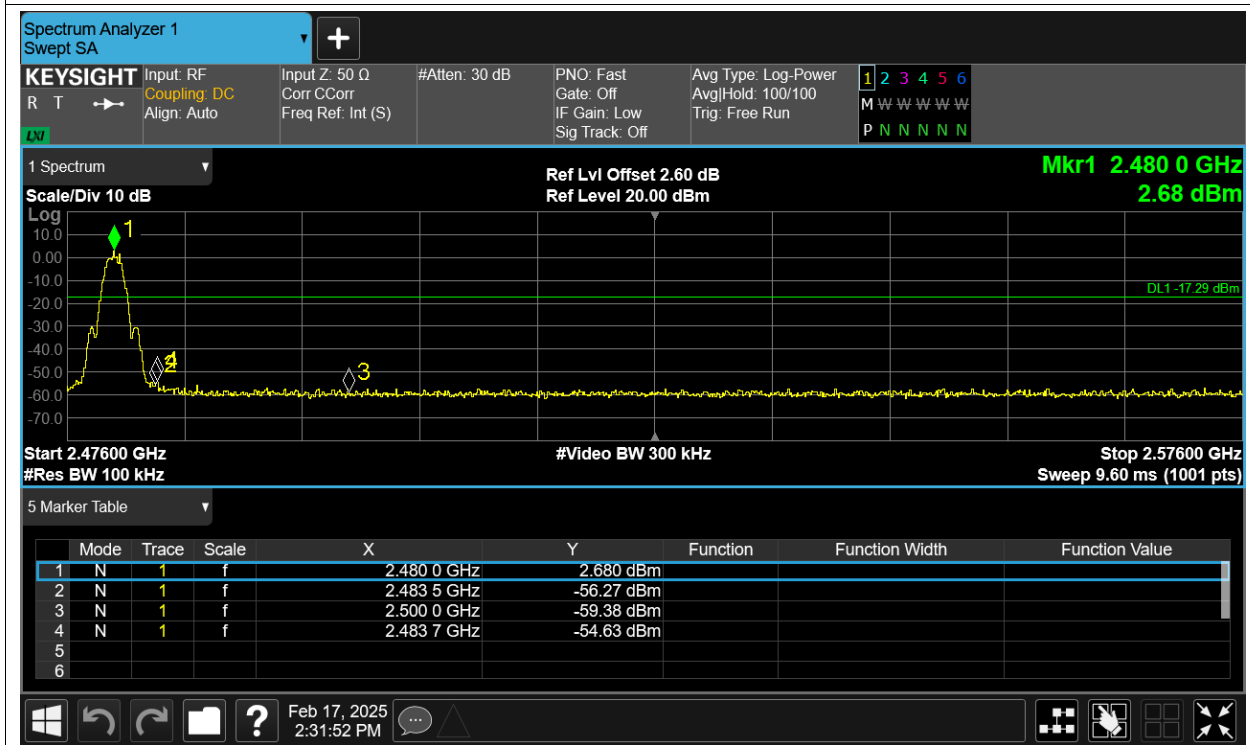 Spectrum Analyzer 1
Swept SA
+
KEYSIGHT
R T
LXI
Input: RF
Coupling: DC
Align: Auto
Input Z: 50 Ω
Corr CCorr
Freq Ref: Int (S)
#Atten: 30 dB
PNO: Fast
Gate: Off
IF Gain: Low
Sig Track: Off
Avg Type: Log-Power
Avg|Hold: 100/100
Trig: Free Run
1 2 3 4 5 6
M W W W W W
P N N N N N
1 Spectrum
Scale/Div 10 dB
Ref Lvl Offset 2.60 dB
Ref Level 20.00 dBm
Mkr1 2.480 0 GHz
2.68 dBm
Log
10.0
0.00
-10.0
-20.0
-30.0
-40.0
-50.0
-60.0
-70.0
1
2
4
3
DL1 -17.29 dBm
Start 2.47600 GHz
#Res BW 100 kHz
#Video BW 300 kHz
Stop 2.57600 GHz
Sweep 9.60 ms (1001 pts)
5 Marker Table
Mode Trace Scale X Y Function Function Width Function Value
1 N 1 f 2.480 0 GHz 2.680 dBm
2 N 1 f 2.483 5 GHz -56.27 dBm
3 N 1 f 2.500 0 GHz -59.38 dBm
4 N 1 f 2.483 7 GHz -54.63 dBm
5
6
?
Feb 17, 2025
2:31:52 PM